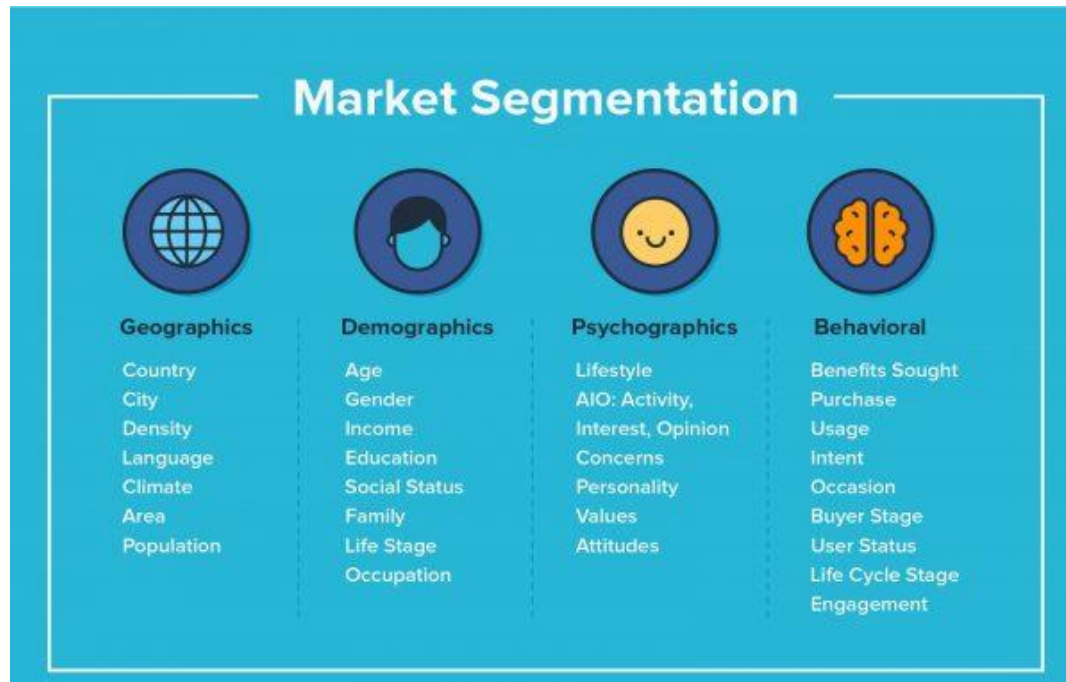 Market Segmentation
Geographics
Country
City
Density
Language
Climate
Area
Population
Demographics
Age
Gender
Income
Education
Social Status
Family
Life Stage
Occupation
Psychographics
Lifestyle
AIO: Activity,
Interest, Opinion
Concerns
Personality
Values
Attitudes
Behavioral
Benefits Sought
Purchase
Usage
Intent
Occasion
Buyer Stage
User Status
Life Cycle Stage
Engagement